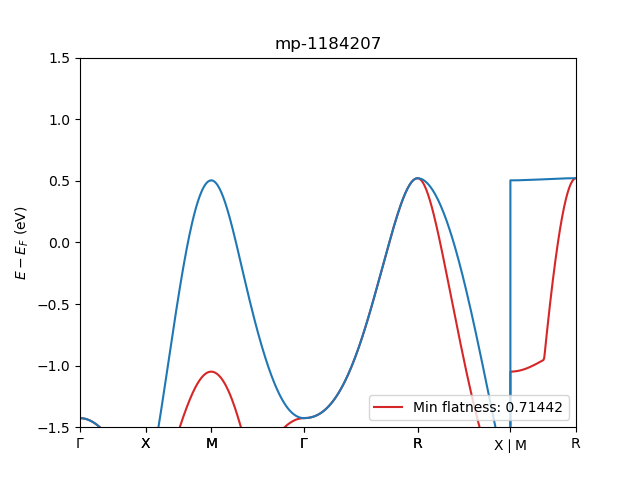 mp-1184207
E − E_F (eV)
1.5
1.0
0.5
0.0
−0.5
−1.0
−1.5
Min flatness: 0.71442
Γ X M Γ R X | M R